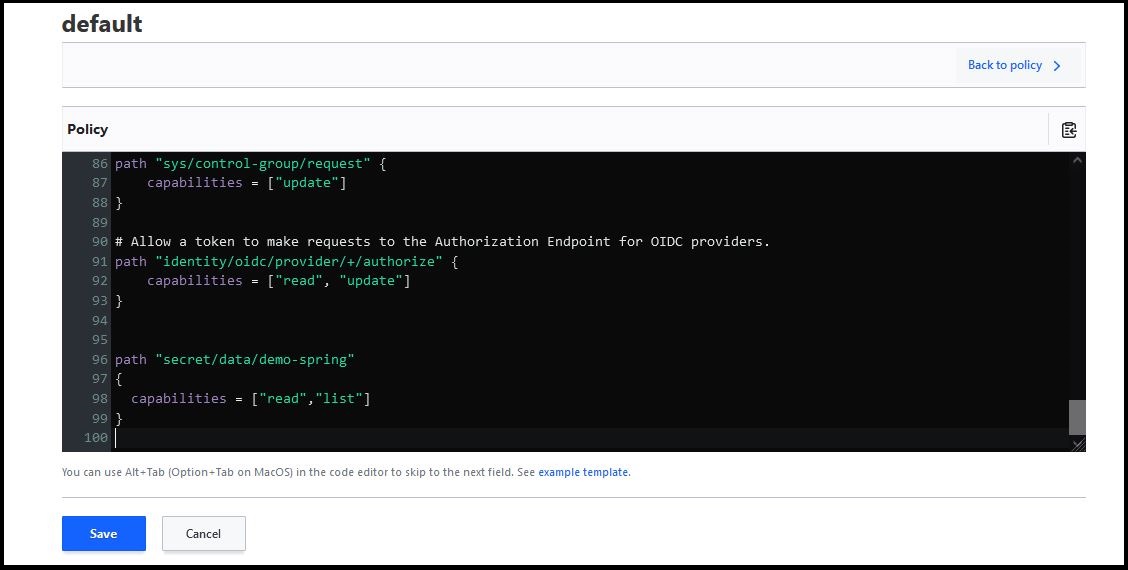 default
Back to policy
Policy
86 path "sys/control-group/request" {
87     capabilities = ["update"]
88 }
89
90 # Allow a token to make requests to the Authorization Endpoint for OIDC providers.
91 path "identity/oidc/provider/+/authorize" {
92     capabilities = ["read", "update"]
93 }
94
95
96 path "secret/data/demo-spring"
97 {
98   capabilities = ["read","list"]
99 }
100
You can use Alt+Tab (Option+Tab on MacOS) in the code editor to skip to the next field. See example template.
Save
Cancel